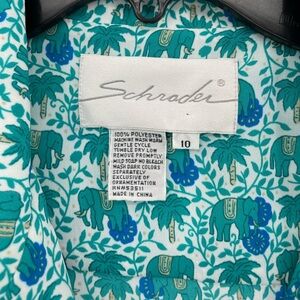 Schrader®
100% POLYESTER
MACHINE WASH WARM
GENTLE CYCLE
TUMBLE DRY LOW
REMOVE PROMPTLY
MILD SOAP NO BLEACH
WASH DARK COLORS
SEPARATELY
EXCLUSIVE OF
ORNAMENTATION
MADE IN CHINA
10